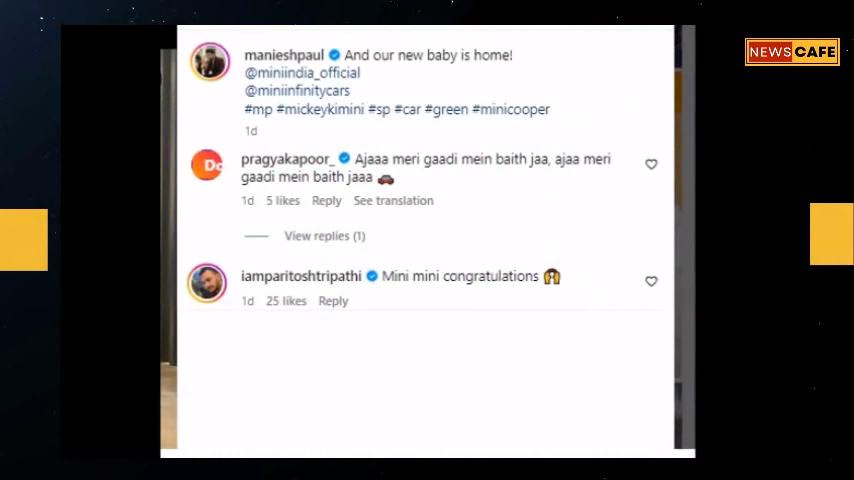 NEWS CAFE
manieshpaul And our new baby is home!
@miniindia_official
@miniinfinitycars
#mp #mickeykimini #sp #car #green #minicooper
1d
pragyakapoor_ Ajaaa meri gaadi mein baith jaa, ajaa meri
gaadi mein baith jaaa 🚗
1d 5 likes Reply See translation
View replies (1)
iamparitoshtripathi Mini mini congratulations
1d 25 likes Reply